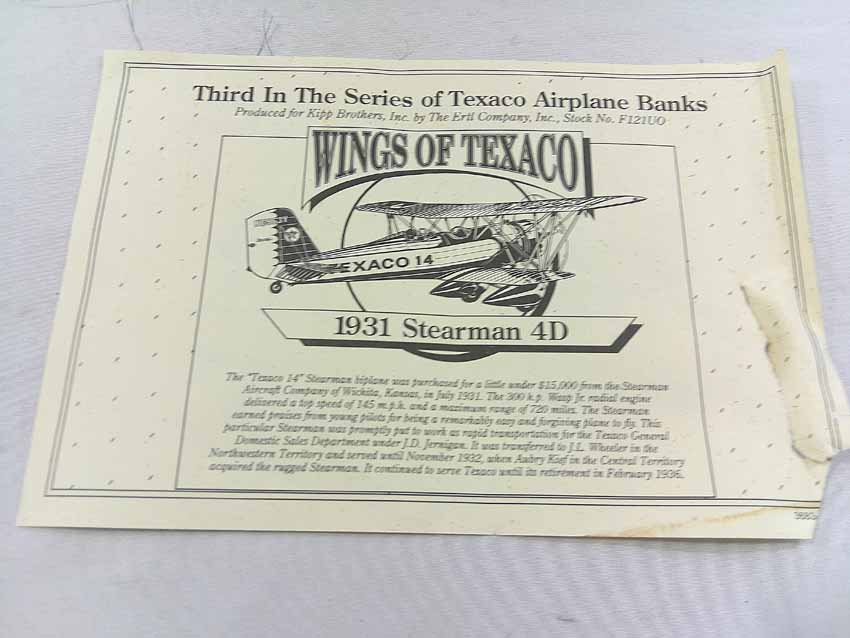 Third In The Series of Texaco Airplane Banks
Produced for Kipp Brothers, Inc. by The Ertl Company, Inc., Stock No. F121UO
WINGS OF TEXACO
TEXACO 14
1931 Stearman 4D
The "Texaco 14" Stearman biplane was purchased for a little under $15,000 from the Stearman
Aircraft Company of Wichita, Kansas, in July 1931. The 300 h.p. Wasp Jr. radial engine
delivered a top speed of 145 m.p.h. and a maximum range of 720 miles. The Stearman
earned praises from young pilots for being a remarkably easy and forgiving plane to fly. This
particular Stearman was promptly put to work as rapid transportation for the Texaco General
Domestic Sales Department under J.D. Jernigan. It was transferred to J.L. Wheeler in the
Northwestern Territory and served until November 1932, when Aubry Keif in the Central Territory
acquired the rugged Stearman. It continued to serve Texaco until its retirement in February 1936.